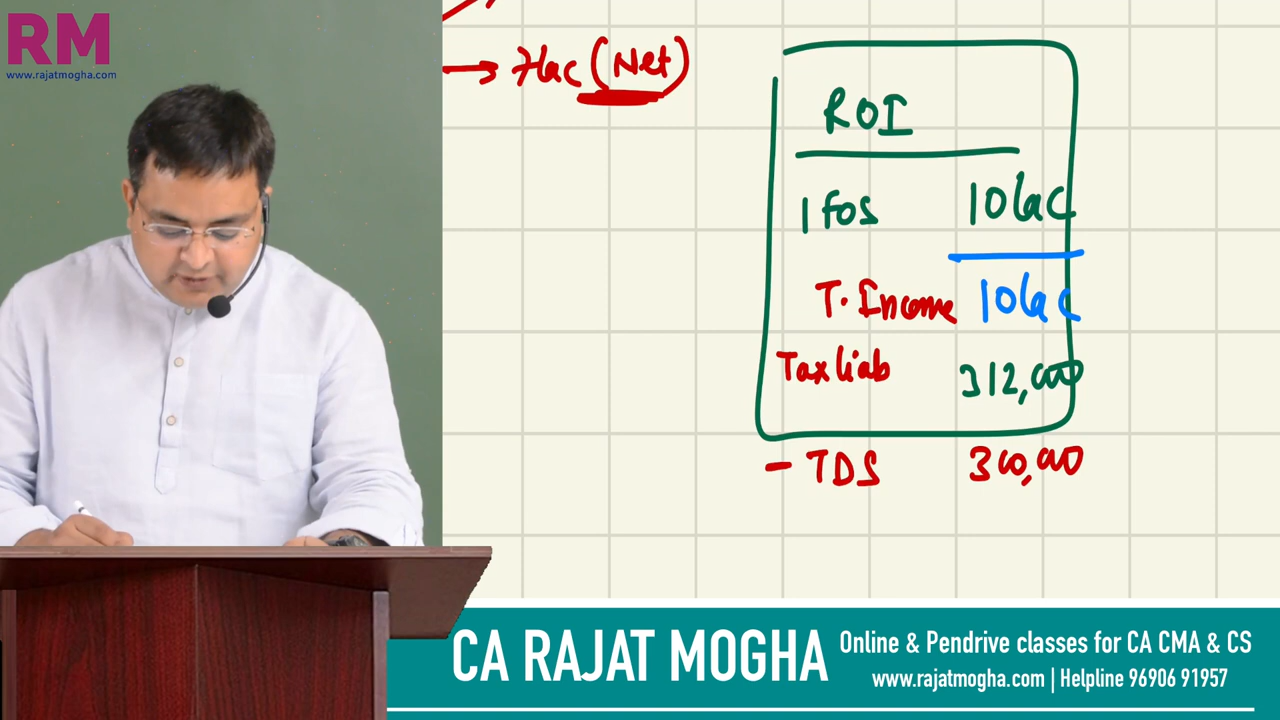 RM
www.rajatmogha.com
→ 7lac (Net)
ROI
IFOS 10lac
T. Income 10lac
Tax liab 312,000
- TDS 300,000
CA RAJAT MOGHA
Online & Pendrive classes for CA CMA & CS
www.rajatmogha.com | Helpline 96906 91957